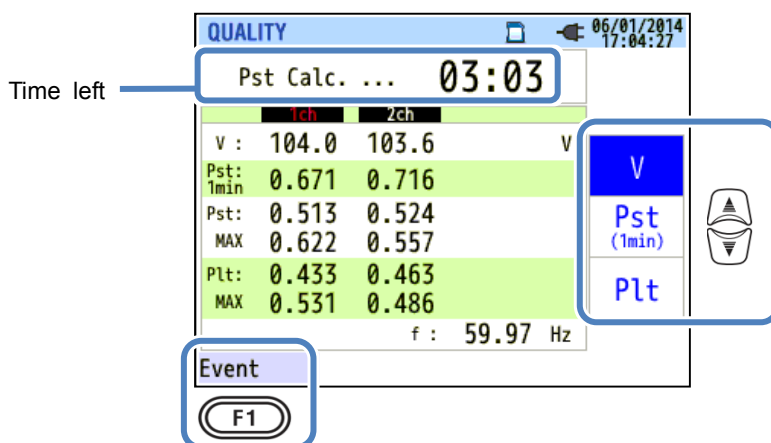 QUALITY 06/01/2014
17:04:27
Time left
Pst Calc. ... 03:03
1ch 2ch
V : 104.0 103.6 V
Pst:
1min 0.671 0.716
Pst: 0.513 0.524
MAX 0.622 0.557
Plt: 0.433 0.463
MAX 0.531 0.486
f : 59.97 Hz
V
Pst
(1min)
Plt
Event
F1